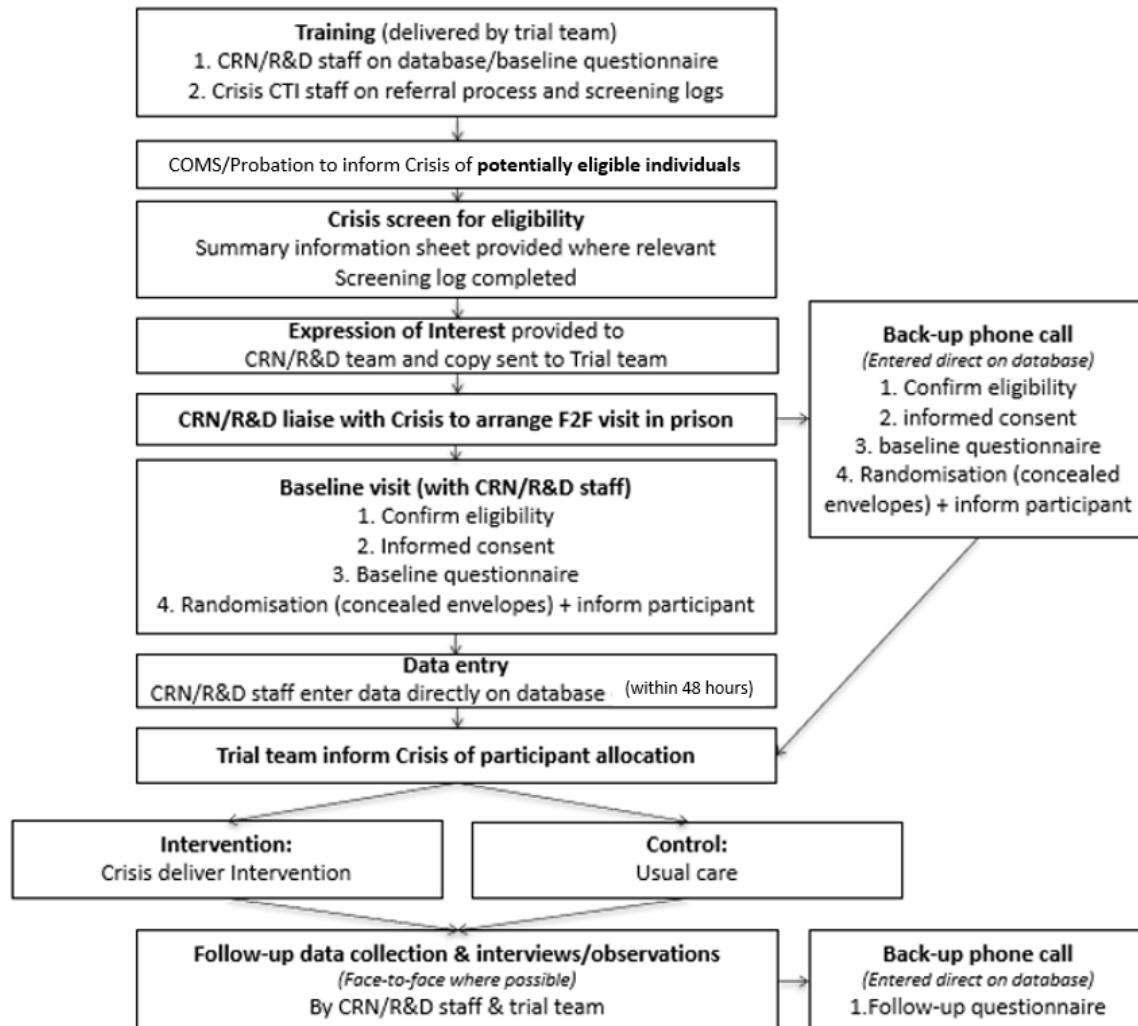 Training (delivered by trial team)
1. CRN/R&D staff on database/baseline questionnaire
2. Crisis CTI staff on referral process and screening logs
COMS/Probation to inform Crisis of potentially eligible individuals
Crisis screen for eligibility
Summary information sheet provided where relevant
Screening log completed
Expression of Interest provided to
CRN/R&D team and copy sent to Trial team
CRN/R&D liaise with Crisis to arrange F2F visit in prison
Back-up phone call
(Entered direct on database)
1. Confirm eligibility
2. informed consent
3. baseline questionnaire
4. Randomisation (concealed
envelopes) + inform participant
Baseline visit (with CRN/R&D staff)
1. Confirm eligibility
2. Informed consent
3. Baseline questionnaire
4. Randomisation (concealed envelopes) + inform participant
Data entry
CRN/R&D staff enter data directly on database (within 48 hours)
Trial team inform Crisis of participant allocation
Intervention:
Crisis deliver Intervention
Control:
Usual care
Follow-up data collection & interviews/observations
(Face-to-face where possible)
By CRN/R&D staff & trial team
Back-up phone call
(Entered direct on database)
1.Follow-up questionnaire